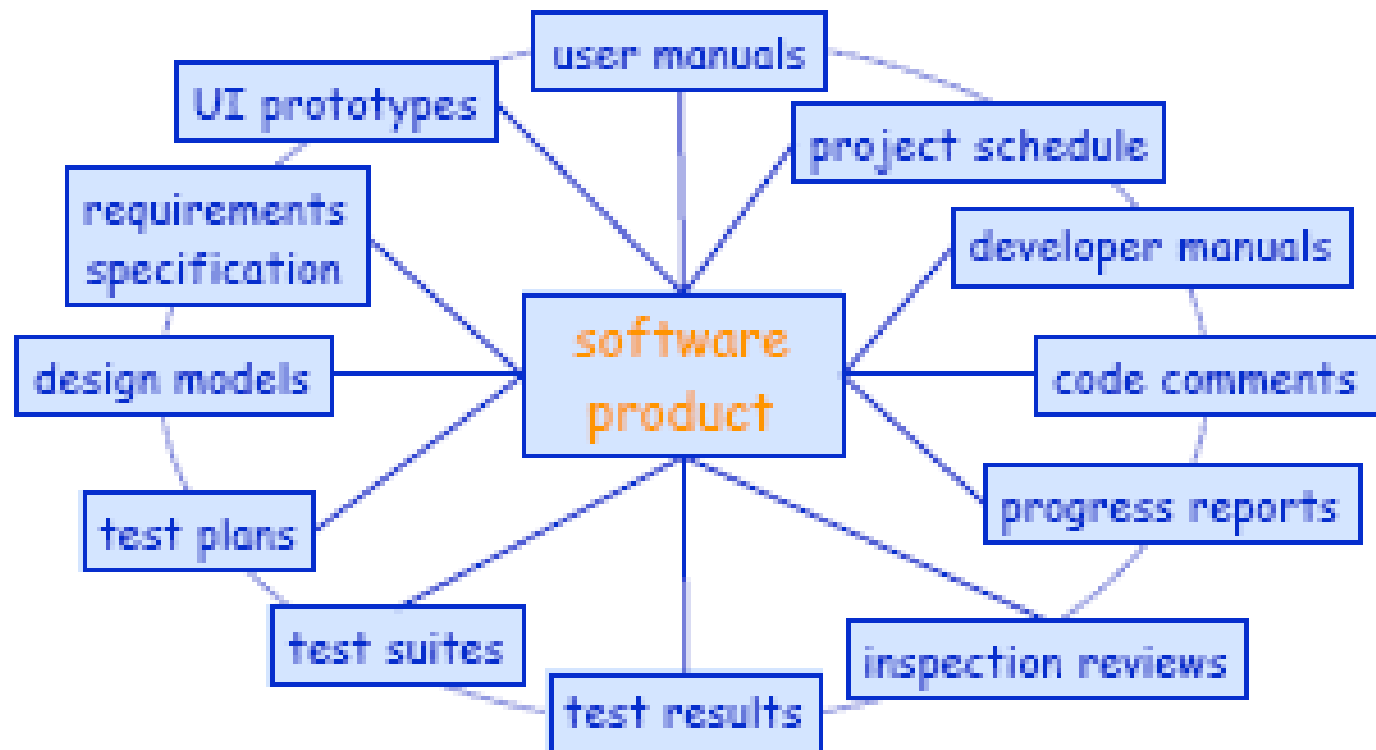 user manuals
UI prototypes
project schedule
requirements
specification
developer manuals
software
product
design models
code comments
test plans
progress reports
test suites
inspection reviews
test results